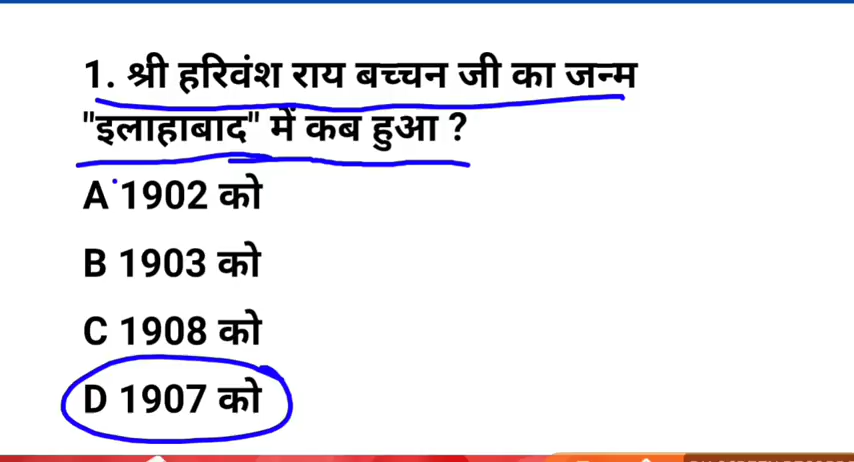 1. श्री हरिवंश राय बच्चन जी का जन्म
"इलाहाबाद" में कब हुआ ?
A 1902 को
B 1903 को
C 1908 को
D 1907 को